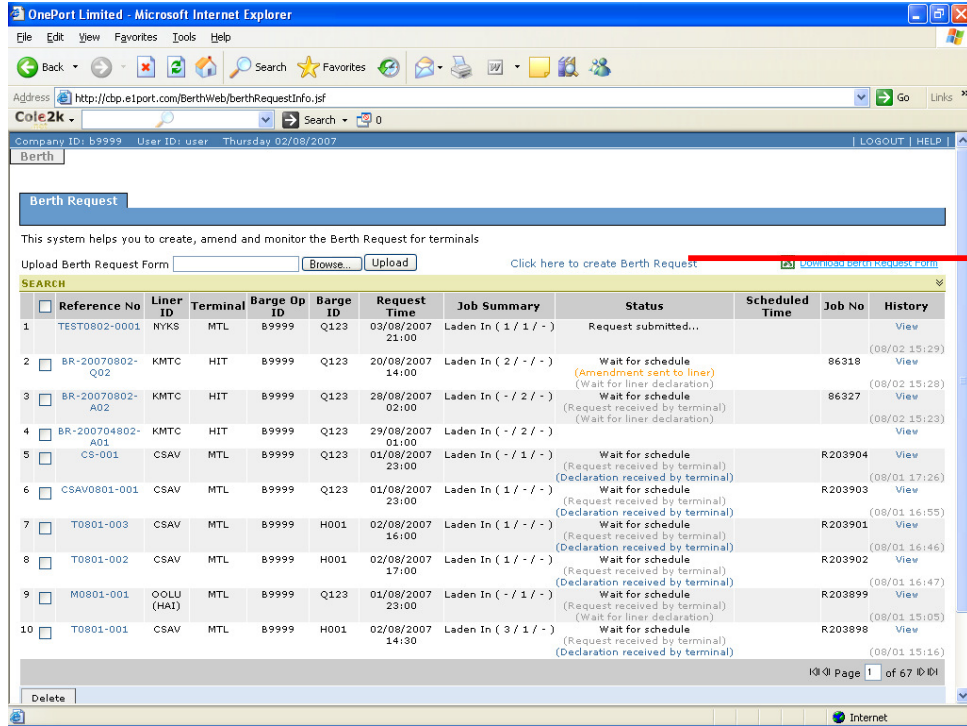 OnePort Limited - Microsoft Internet Explorer
File Edit View Favorites Tools Help
Back Search Favorites
Address http://cbp.e1port.com/BerthWeb/berthRequestInfo.jsf Go Links »
Cole2k Search 0
Company ID: b9999 User ID: user Thursday 02/08/2007 | LOGOUT | HELP |
Berth
Berth Request
This system helps you to create, amend and monitor the Berth Request for terminals
Upload Berth Request Form Browse... Upload Click here to create Berth Request Download Berth Request Form
SEARCH
Reference No Liner ID Terminal Barge Op ID Barge ID Request Time Job Summary Status Scheduled Time Job No History
1 TEST0802-0001 NYKS MTL B9999 Q123 03/08/2007 21:00 Laden In ( 1 / 1 / - ) Request submitted... View (08/02 15:29)
2 BR-20070802-Q02 KMTC HIT B9999 Q123 20/08/2007 14:00 Laden In ( 2 / - / - ) Wait for schedule (Amendment sent to liner) (Wait for liner declaration) 86318 View (08/02 15:28)
3 BR-20070802-A02 KMTC HIT B9999 Q123 28/08/2007 02:00 Laden In ( - / 2 / - ) Wait for schedule (Request received by terminal) (Wait for liner declaration) 86327 View (08/02 15:23)
4 BR-200704802-A01 KMTC HIT B9999 Q123 29/08/2007 01:00 Laden In ( - / 2 / - ) View
5 CS-001 CSAV MTL B9999 Q123 01/08/2007 23:00 Laden In ( - / 1 / - ) Wait for schedule (Request received by terminal) (Declaration received by terminal) R203904 View (08/01 17:26)
6 CSAV0801-001 CSAV MTL B9999 Q123 01/08/2007 23:00 Laden In ( 1 / - / - ) Wait for schedule (Request received by terminal) (Declaration received by terminal) R203903 View (08/01 16:55)
7 T0801-003 CSAV MTL B9999 H001 02/08/2007 16:00 Laden In ( 1 / - / - ) Wait for schedule (Request received by terminal) (Declaration received by terminal) R203901 View (08/01 16:46)
8 T0801-002 CSAV MTL B9999 H001 02/08/2007 17:00 Laden In ( 1 / - / - ) Wait for schedule (Request received by terminal) (Declaration received by terminal) R203902 View (08/01 16:47)
9 M0801-001 OOLU (HAI) MTL B9999 Q123 01/08/2007 23:00 Laden In ( - / 1 / - ) Wait for schedule (Request received by terminal) (Wait for liner declaration) R203899 View (08/01 15:05)
10 T0801-001 CSAV MTL B9999 H001 02/08/2007 14:30 Laden In ( 3 / 1 / - ) Wait for schedule (Request received by terminal) (Declaration received by terminal) R203898 View (08/01 15:16)
Page 1 of 67
Delete
Internet